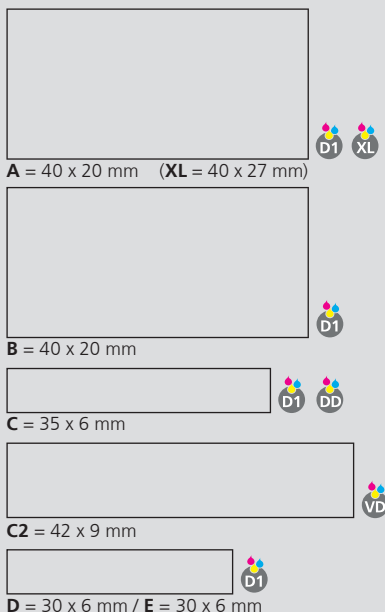 D1 XL
A = 40 x 20 mm (XL = 40 x 27 mm)
D1
B = 40 x 20 mm
D1 DD
C = 35 x 6 mm
VD
C2 = 42 x 9 mm
D1
D = 30 x 6 mm / E = 30 x 6 mm